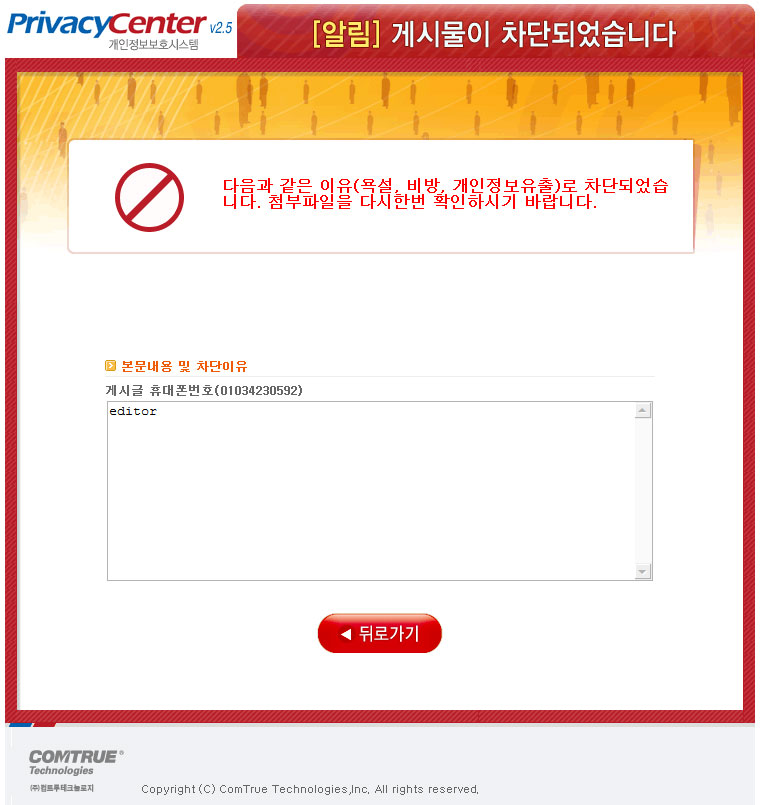 PrivacyCenter v2.5
개인정보보호시스템
[알림] 게시물이 차단되었습니다
다음과 같은 이유(욕설, 비방, 개인정보유출)로 차단되었습
니다. 첨부파일을 다시한번 확인하시기 바랍니다.
본문내용 및 차단이유
게시글 휴대폰번호(01034230592)
editor
◀ 뒤로가기
COMTRUE®
Technologies
㈜컴트루테크놀로지
Copyright (C) ComTrue Technologies,Inc, All rights reserved,